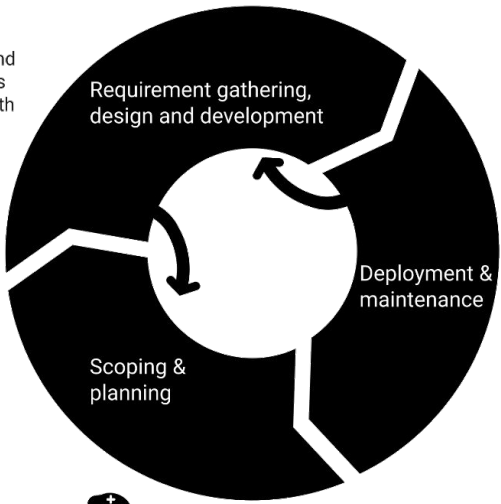 Requirement gathering,
design and development
Deployment &
maintenance
Scoping &
planning